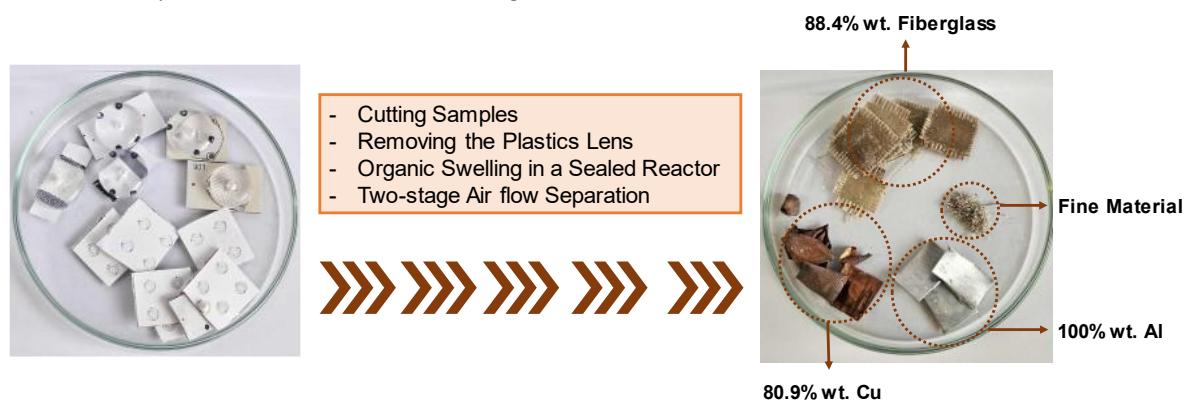 88.4% wt. Fiberglass
- Cutting Samples
- Removing the Plastics Lens
- Organic Swelling in a Sealed Reactor
- Two-stage Air flow Separation
Fine Material
100% wt. Al
80.9% wt. Cu